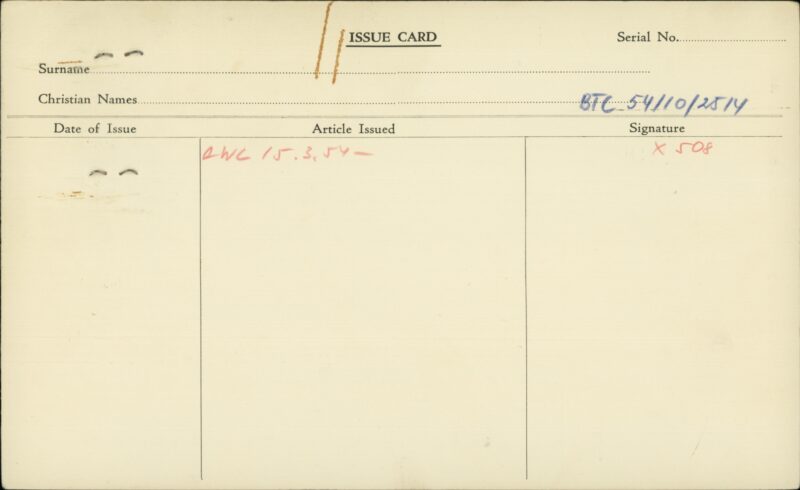 ISSUE CARD
Serial No.
Surname
Christian Names
BTC 54/10/2514
Date of Issue Article Issued Signature
15.3.54 — X 508